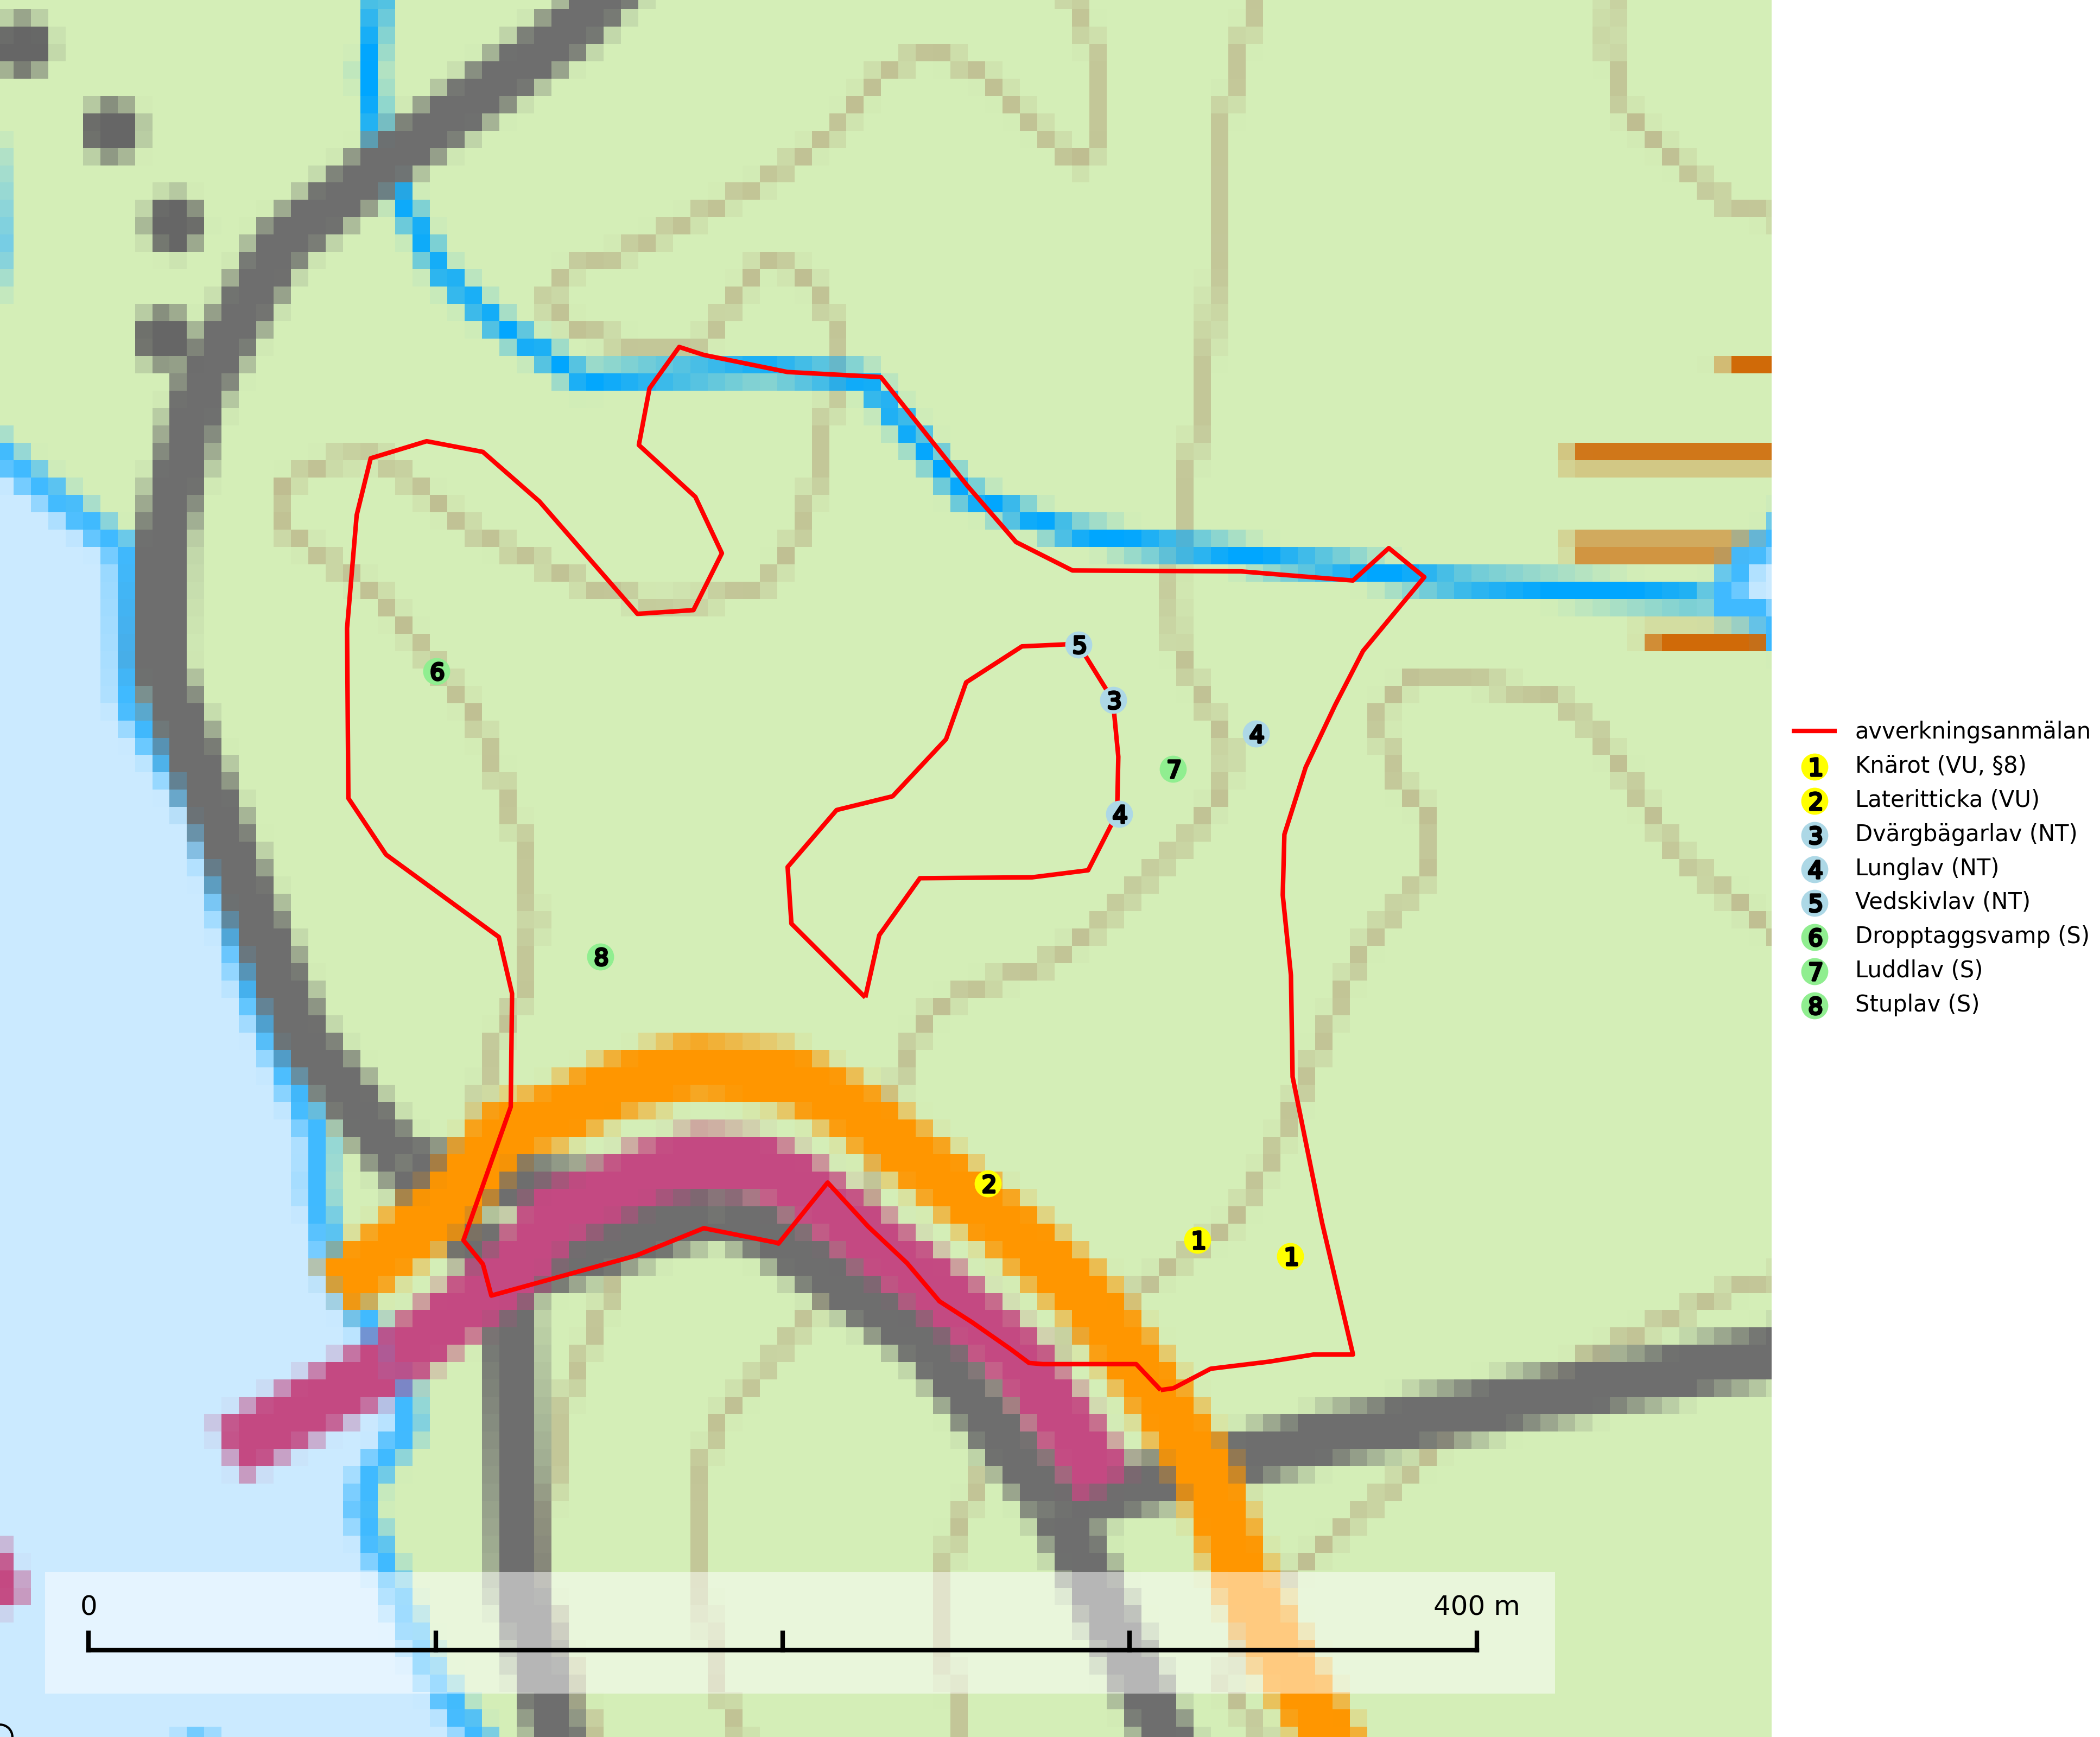 5
6
3
4
7
4
8
2
1
1
0
400 m
avverkningsanmälan
1 Knärot (VU, §8)
2 Lateritticka (VU)
3 Dvärgbägarlav (NT)
4 Lunglav (NT)
5 Vedskivlav (NT)
6 Dropptaggsvamp (S)
7 Luddlav (S)
8 Stuplav (S)